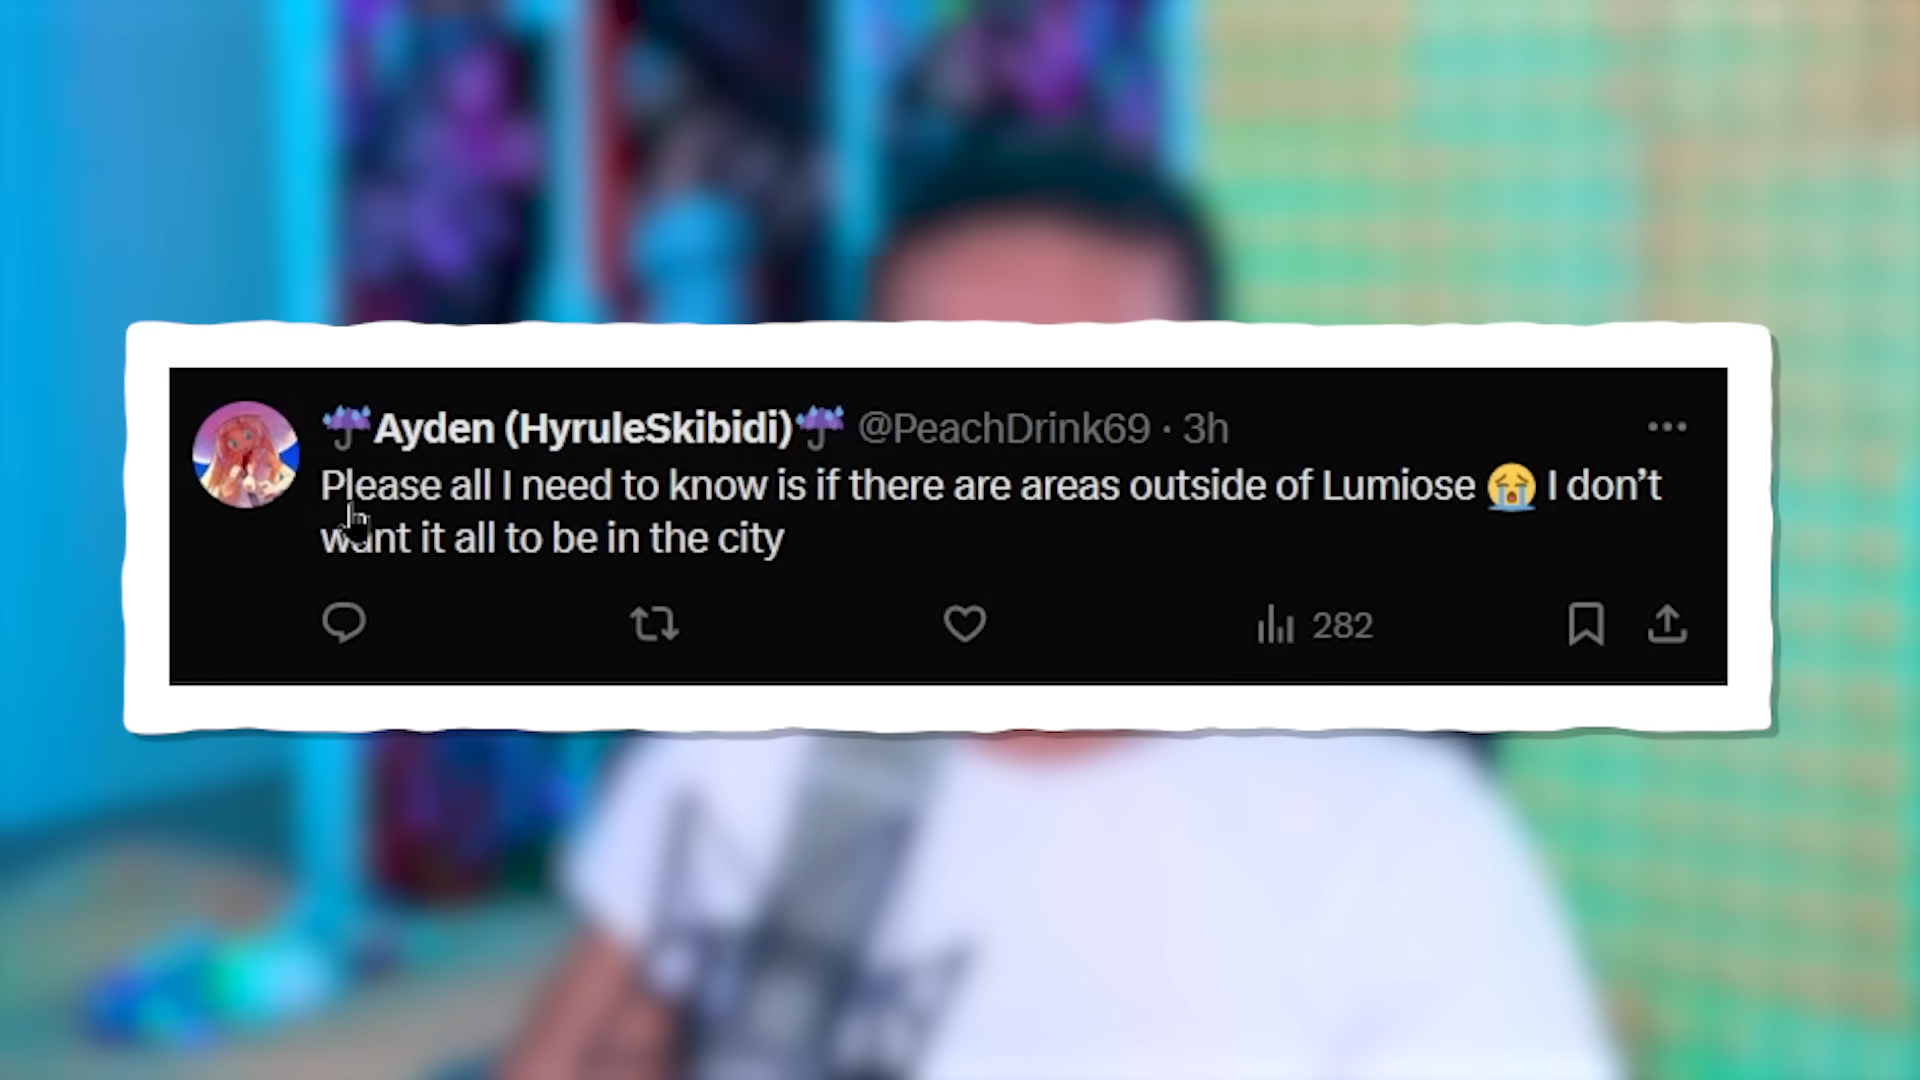 ☔Ayden (HyruleSkibidi)☔ @PeachDrink69 · 3h
Please all I need to know is if there are areas outside of Lumiose 😭 I don’t
want it all to be in the city
282